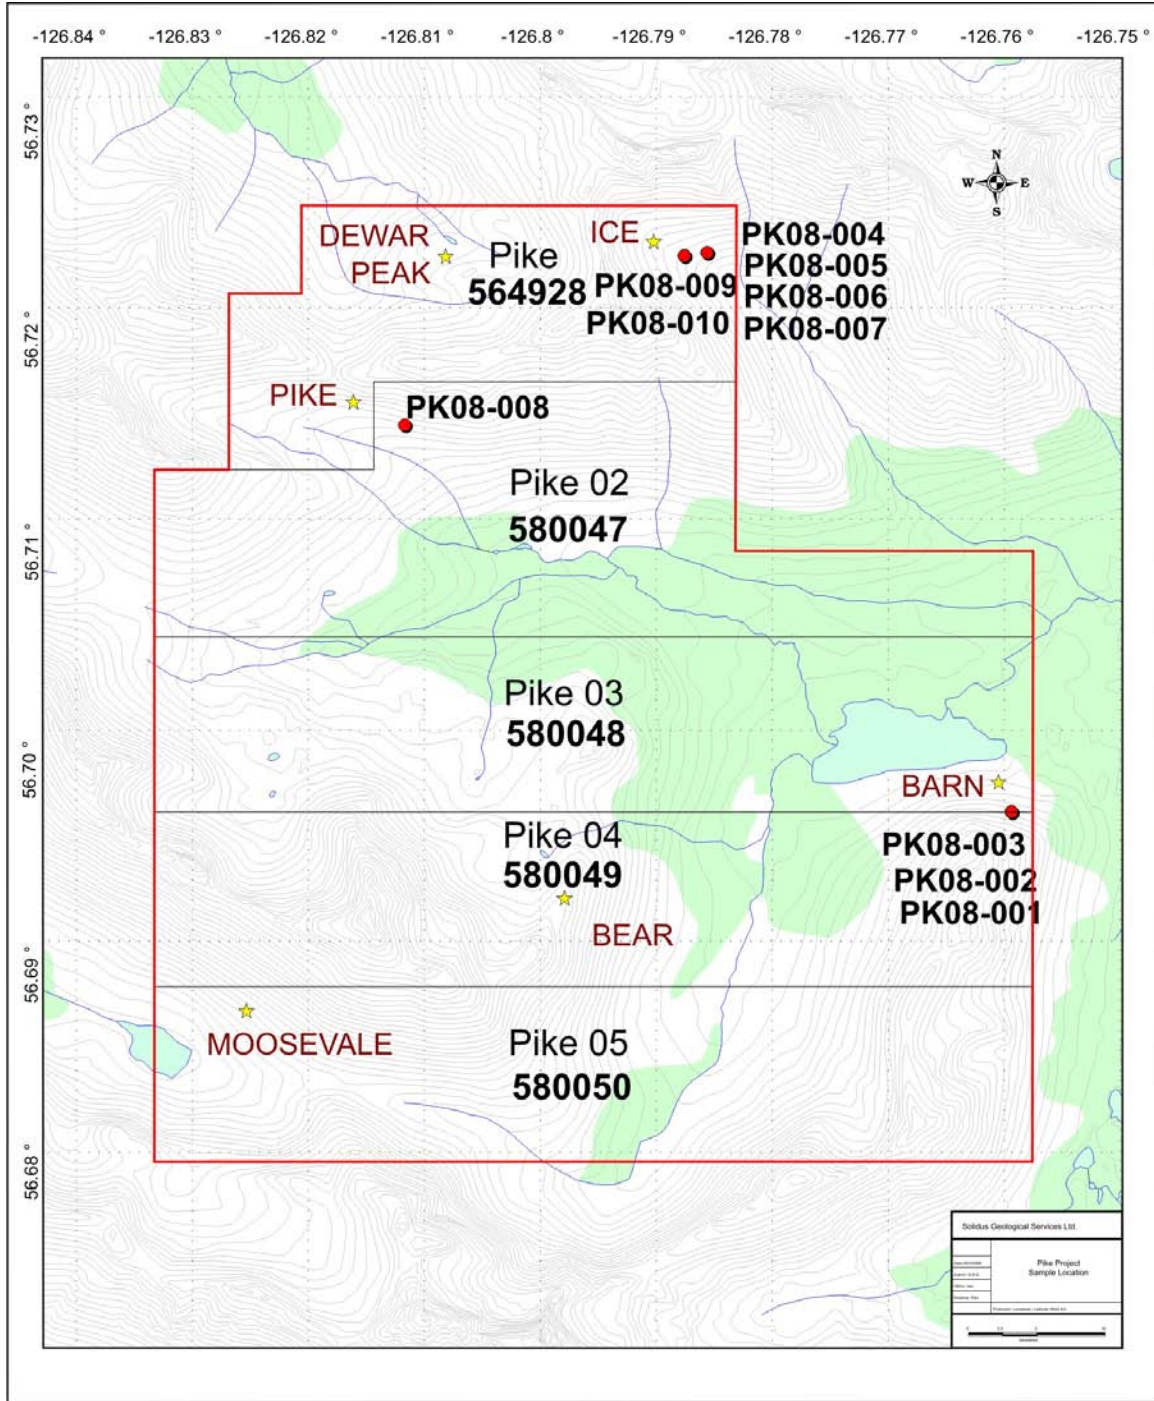 -126.84 ° -126.83 ° -126.82 ° -126.81 ° -126.8 ° -126.79 ° -126.78 ° -126.77 ° -126.76 ° -126.75 °
56.73
N
W E
S
DEWAR
PEAK
Pike
564928
ICE
PK08-004
PK08-005
PK08-006
PK08-007
PK08-009
PK08-010
56.72 °
PIKE
PK08-008
Pike 02
580047
56.71 °
Pike 03
580048
56.70 °
BARN
Pike 04
580049
PK08-003
PK08-002
PK08-001
BEAR
56.69 °
MOOSEVALE
Pike 05
580050
56.68 °
Solidus Geological Services Ltd.
Pike Project
Sample Location